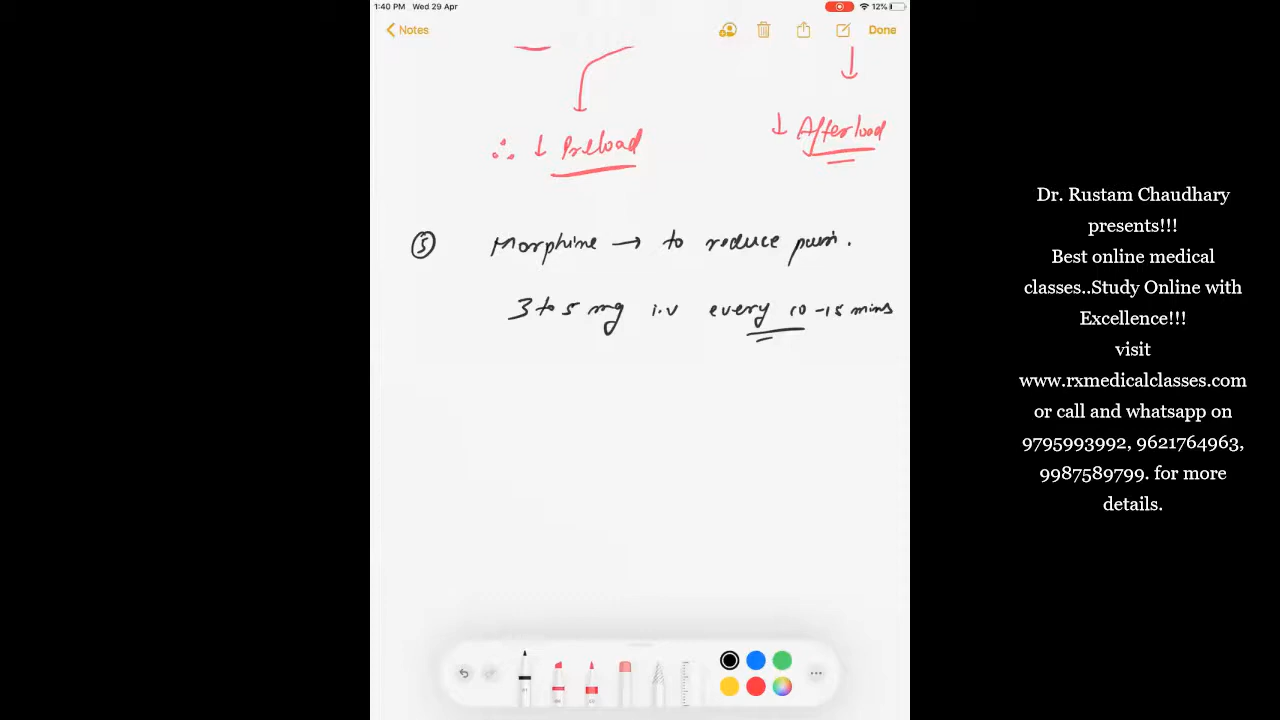 1:40 PM Wed 29 Apr
12%
Notes
Done
∴ ↓ Preload
↓ Afterload
⑤ Morphine → to reduce pain.
3 to 5 mg i.v every 10-15 mins
Dr. Rustam Chaudhary
presents!!!
Best online medical
classes..Study Online with
Excellence!!!
visit
www.rxmedicalclasses.com
or call and whatsapp on
9795993992, 9621764963,
9987589799. for more
details.